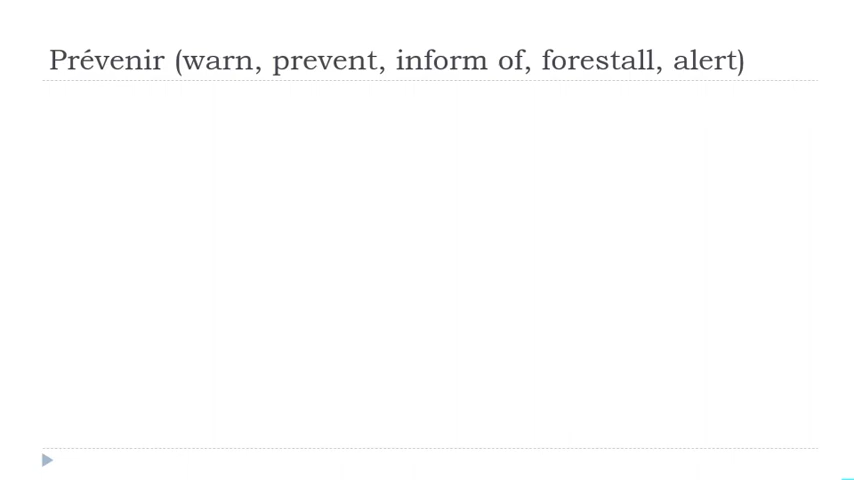 Prévenir (warn, prevent, inform of, forestall, alert)